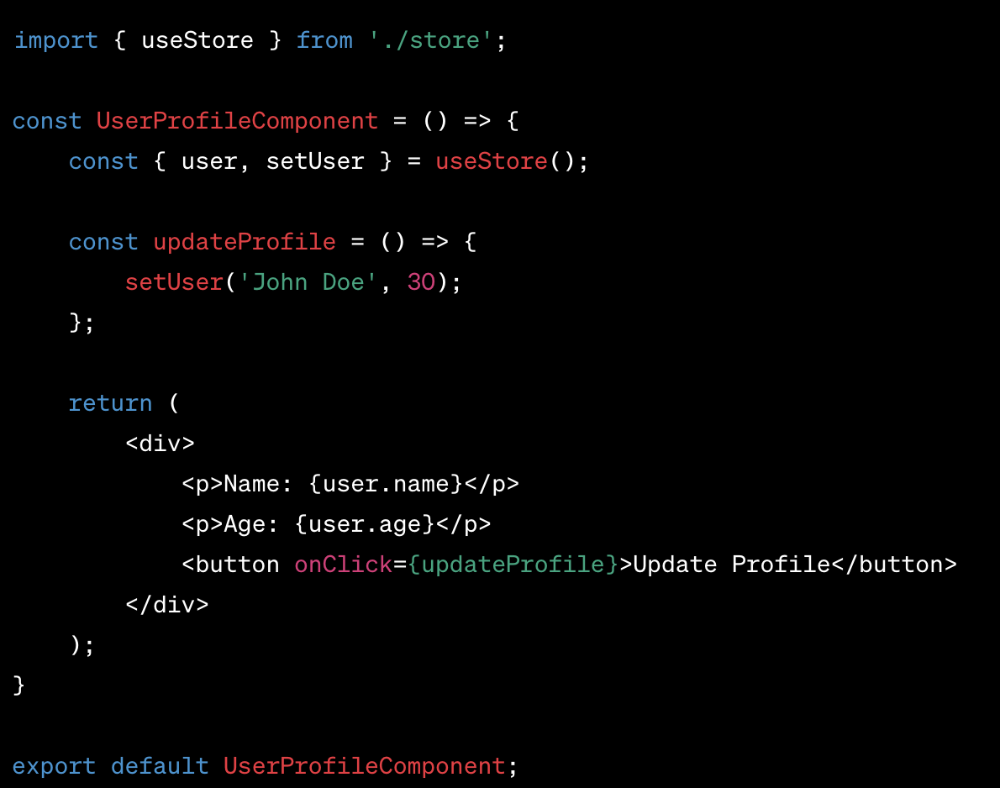 import { useStore } from './store';
const UserProfileComponent = () => {
    const { user, setUser } = useStore();
    const updateProfile = () => {
        setUser('John Doe', 30);
    };
    return (
        <div>
            <p>Name: {user.name}</p>
            <p>Age: {user.age}</p>
            <button onClick={updateProfile}>Update Profile</button>
        </div>
    );
}
export default UserProfileComponent;